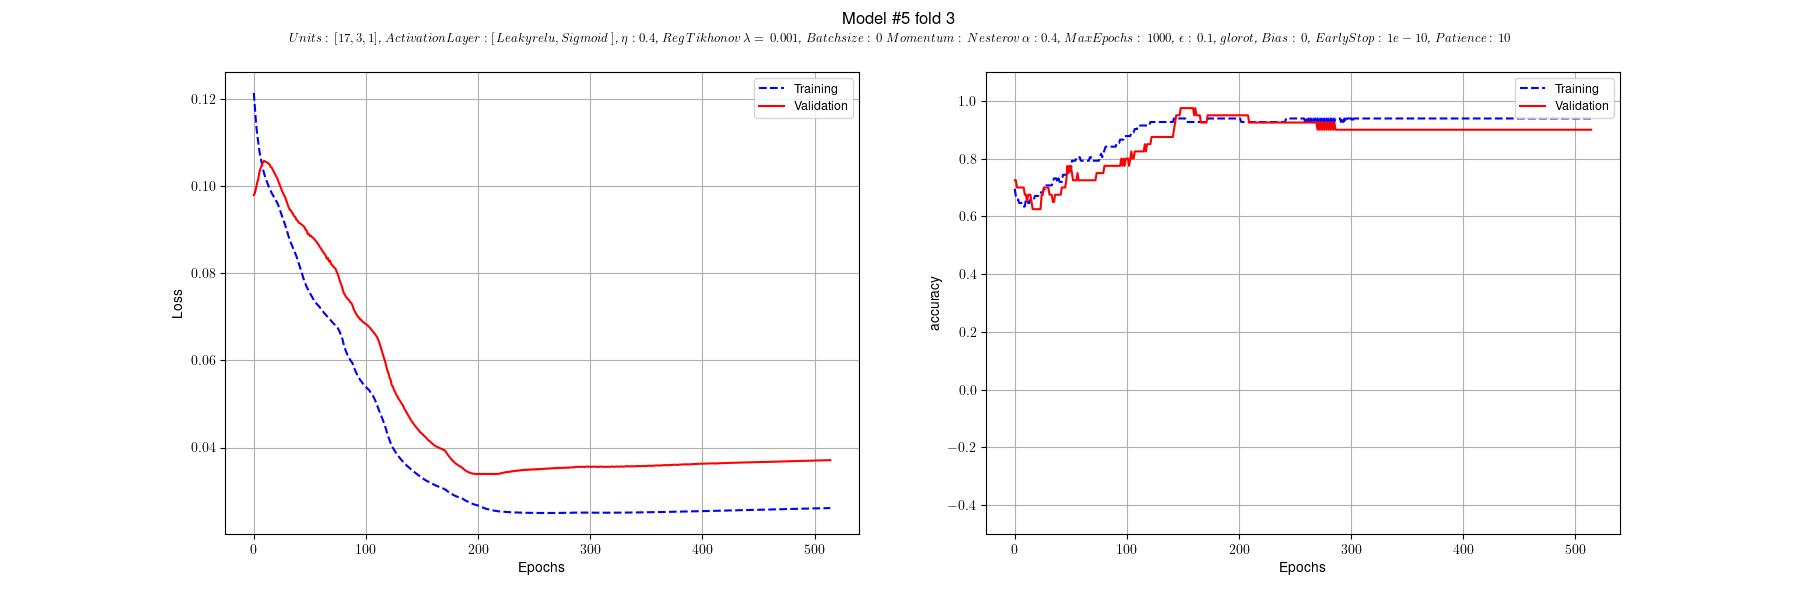 Model #5 fold 3
Units : [17, 3, 1], ActivationLayer : [Leakyrelu, Sigmoid], η : 0.4, RegTikhonov λ = 0.001, Batchsize : 0 Momentum : Nesterov α : 0.4, MaxEpochs : 1000, ϵ : 0.1, glorot, Bias : 0, EarlyStop : 1e − 10, Patience : 10
Training
Validation
0.12
0.10
0.08
0.06
0.04
Loss
0 100 200 300 400 500
Epochs
Training
Validation
1.0
0.8
0.6
0.4
0.2
0.0
−0.2
−0.4
accuracy
0 100 200 300 400 500
Epochs